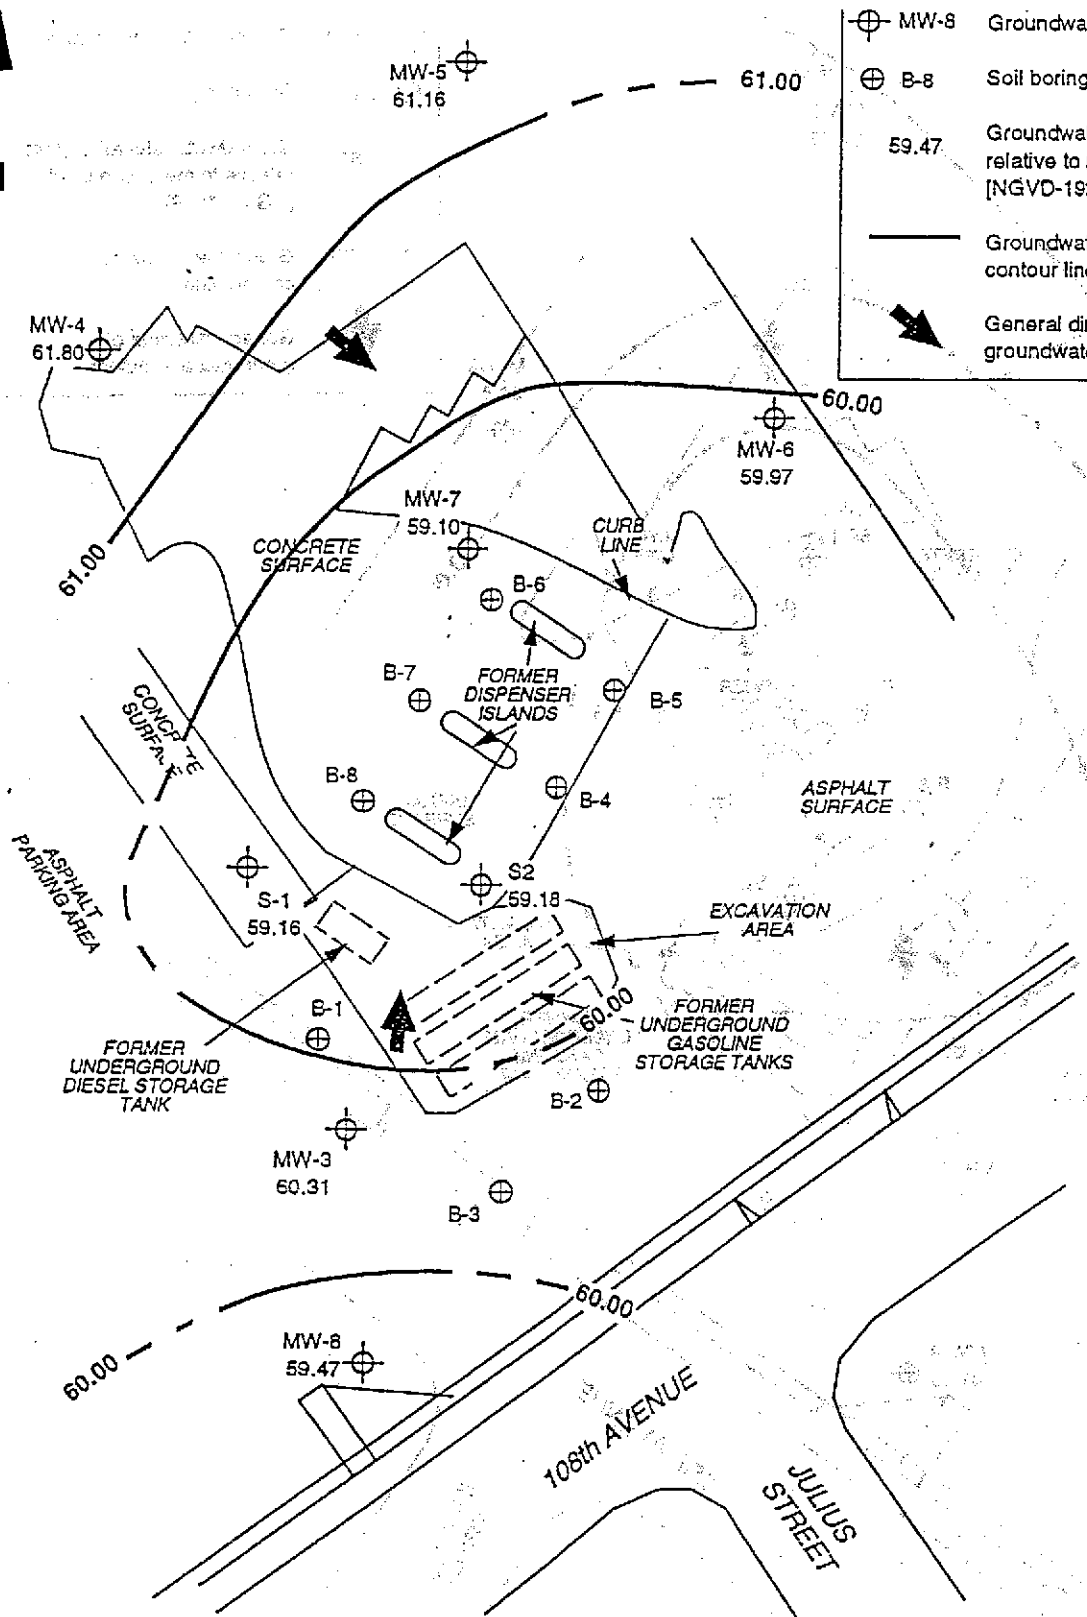 MW-8 Groundwa
B-8 Soil boring
59.47 Groundwa
relative to
[NGVD-19
Groundwa
contour lin
General di
groundwat
MW-5
61.16
61.00
MW-4
61.80
60.00
MW-6
59.97
MW-7
59.10
CURB
LINE
CONCRETE
SURFACE
61.00
B-6
FORMER
DISPENSER
ISLANDS
B-7
B-5
CONCRETE
SURFACE
B-8
B-4
ASPHALT
SURFACE
ASPHALT
PARKING AREA
S-1
59.16
S2
59.18
EXCAVATION
AREA
60.00
B-1
FORMER
UNDERGROUND
GASOLINE
STORAGE TANKS
FORMER
UNDERGROUND
DIESEL STORAGE
TANK
B-2
MW-3
60.31
B-3
60.00
60.00
MW-8
59.47
108th AVENUE
JULIUS
STREET